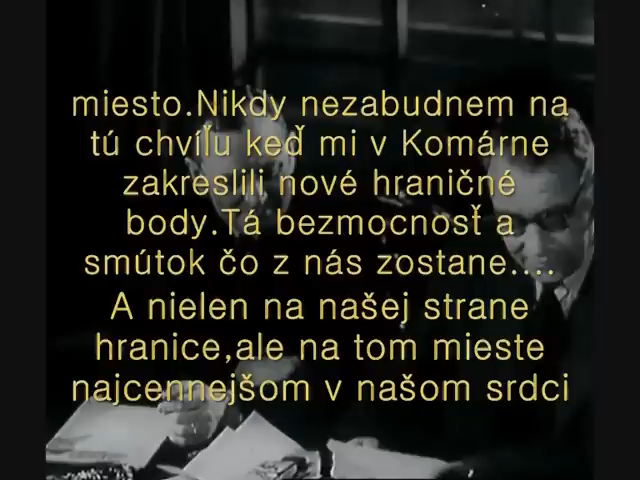 miesto.Nikdy nezabudnem na
tú chvíľu keď mi v Komárne
zakreslili nové hraničné
body.Tá bezmocnosť a
smútok čo z nás zostane....
A nielen na našej strane
hranice,ale na tom mieste
najcennejšom v našom srdci